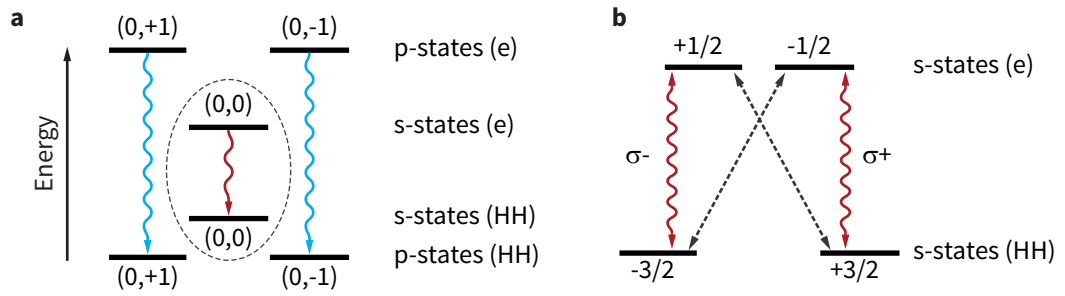 a
(0,+1)
(0,-1)
p-states (e)
(0,0)
s-states (e)
Energy
s-states (HH)
(0,0)
p-states (HH)
(0,+1)
(0,-1)
b
+1/2
-1/2
s-states (e)
σ-
σ+
s-states (HH)
-3/2
+3/2